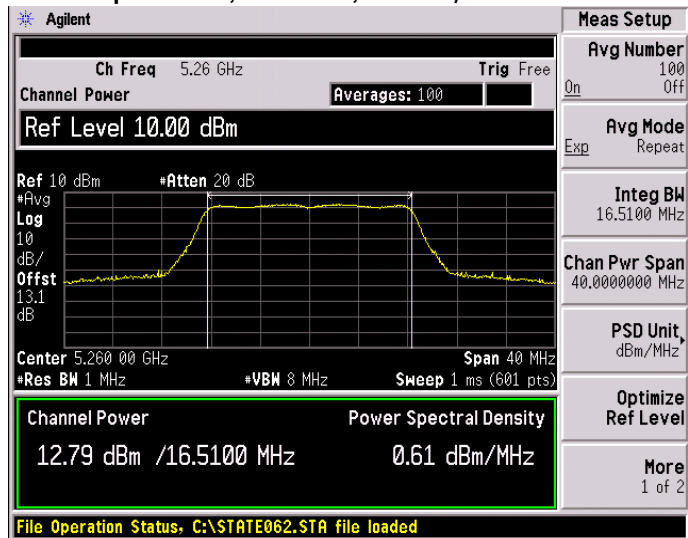 Agilent
Meas Setup
Ch Freq 5.26 GHz
Trig Free
Channel Power
Averages: 100
Ref Level 10.00 dBm
Ref 10 dBm
#Atten 20 dB
#Avg
Log
10
dB/
Offst
13.1
dB
Center 5.260 00 GHz
Span 40 MHz
#Res BW 1 MHz
#VBW 8 MHz
Sweep 1 ms (601 pts)
Channel Power
Power Spectral Density
12.79 dBm /16.5100 MHz
0.61 dBm/MHz
File Operation Status, C:\STATE062.STA file loaded
Avg Number
100
On Off
Avg Mode
Exp Repeat
Integ BW
16.5100 MHz
Chan Pwr Span
40.0000000 MHz
PSD Unit
dBm/MHz
Optimize
Ref Level
More
1 of 2